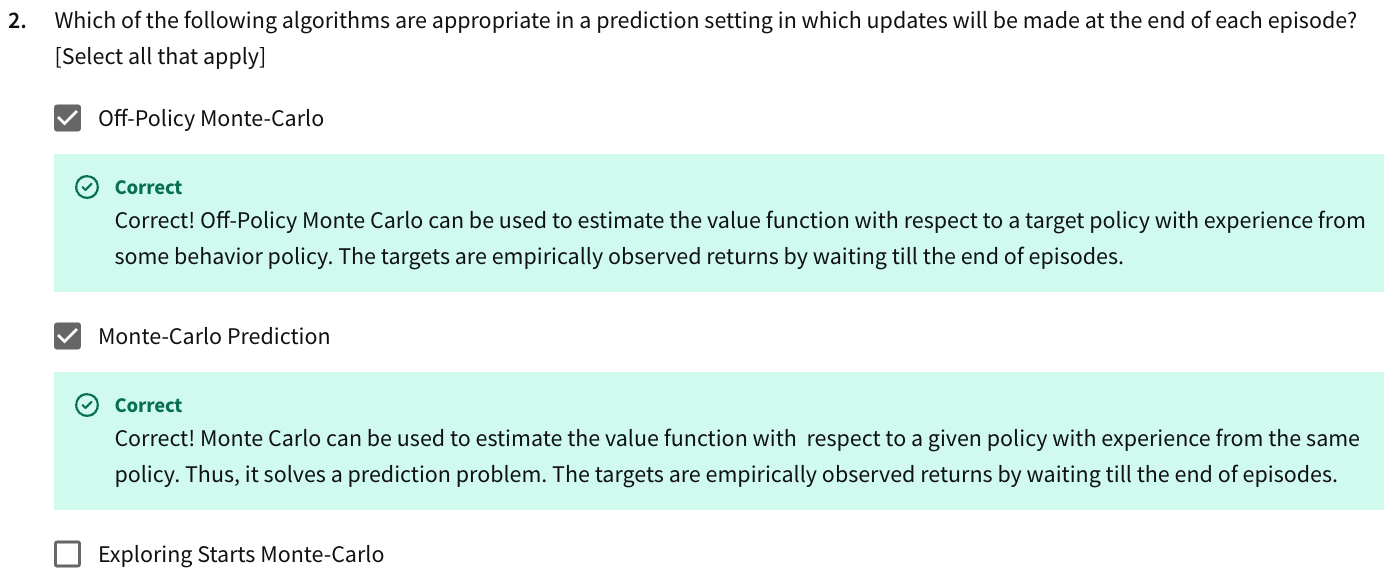 2. Which of the following algorithms are appropriate in a prediction setting in which updates will be made at the end of each episode?
[Select all that apply]
Off-Policy Monte-Carlo
Correct
Correct! Off-Policy Monte Carlo can be used to estimate the value function with respect to a target policy with experience from
some behavior policy. The targets are empirically observed returns by waiting till the end of episodes.
Monte-Carlo Prediction
Correct
Correct! Monte Carlo can be used to estimate the value function with  respect to a given policy with experience from the same
policy. Thus, it solves a prediction problem. The targets are empirically observed returns by waiting till the end of episodes.
Exploring Starts Monte-Carlo